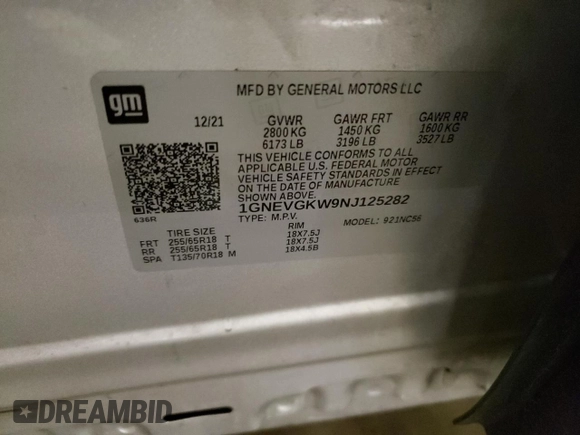 gm
MFD BY GENERAL MOTORS LLC
12/21 GVWR GAWR FRT GAWR RR
2800 KG 1450 KG 1600 KG
6173 LB 3196 LB 3527 LB
THIS VEHICLE CONFORMS TO ALL
APPLICABLE U.S. FEDERAL MOTOR
VEHICLE SAFETY STANDARDS IN EFFECT
ON THE DATE OF MANUFACTURE
SHOWN ABOVE.
1GNEVGKW9NJ125282
TYPE: M.P.V. MODEL: 921NC56
636R
TIRE SIZE RIM
FRT 255/65R18 T 18X7.5J
RR 255/65R18 T 18X7.5J
SPA T135/70R18 M 18X4.5B
DREAMBID